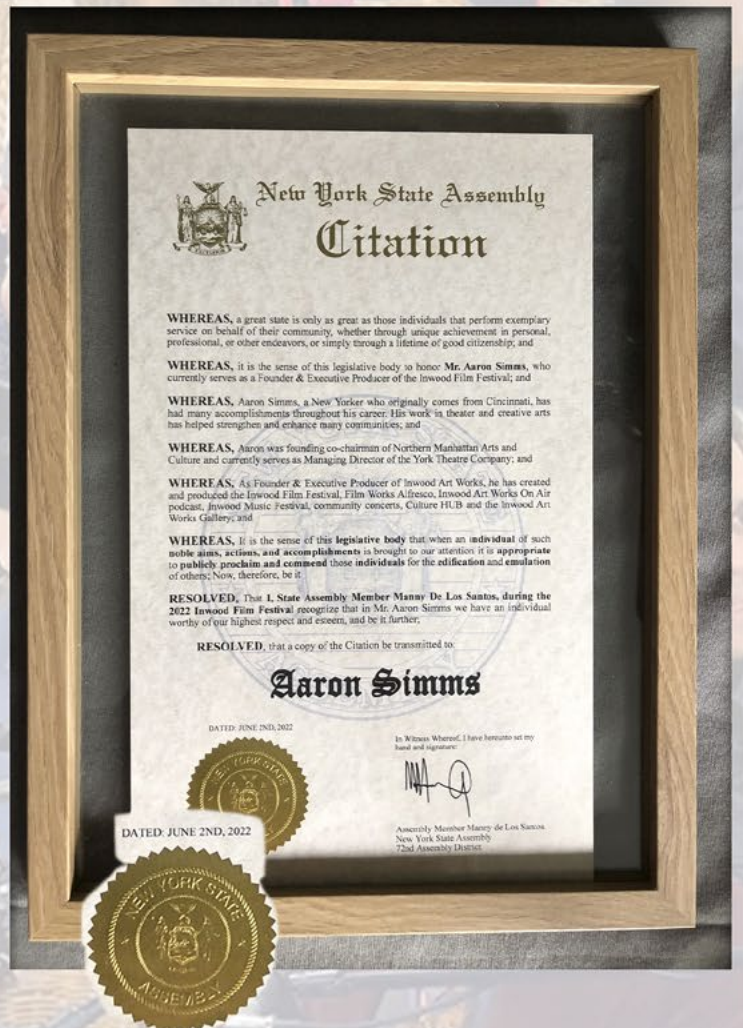 New York State Assembly
Citation
WHEREAS, a great state is only as great as those individuals that perform exemplary
service on behalf of their community, whether through unique achievement in personal,
professional, or other endeavors, or simply through a lifetime of good citizenship; and
WHEREAS, it is the sense of this legislative body to honor Mr. Aaron Simms, who
currently serves as a Founder & Executive Producer of the Inwood Film Festival; and
WHEREAS, Aaron Simms, a New Yorker who originally comes from Cincinnati, has
had many accomplishments throughout his career. His work in theater and creative arts
has helped strengthen and enhance many communities; and
WHEREAS, Aaron was founding co-chairman of Northern Manhattan Arts and
Culture and currently serves as Managing Director of the York Theatre Company; and
WHEREAS, As Founder & Executive Producer of Inwood Art Works, he has created
and produced the Inwood Film Festival, Film Works Alfresco, Inwood Art Works On Air
podcast, Inwood Music Festival, community concerts, Culture HUB and the Inwood Art
Works Gallery; and
WHEREAS, It is the sense of this legislative body that when an individual of such
noble aims, actions, and accomplishments is brought to our attention it is appropriate
to publicly proclaim and commend those individuals for the edification and emulation
of others; Now, therefore, be it
RESOLVED, That I, State Assembly Member Manny De Los Santos, during the
2022 Inwood Film Festival recognize that in Mr. Aaron Simms we have an individual
worthy of our highest respect and esteem, and be it further;
RESOLVED, that a copy of the Citation be transmitted to:
Aaron Simms
DATED: JUNE 2ND, 2022
In Witness Whereof, I have hereunto set my
hand and signature:
NEW YORK STATE
Assembly Member Manny de Los Santos
New York State Assembly
72nd Assembly District
DATED: JUNE 2ND, 2022
NEW YORK STATE
ASSEMBLY